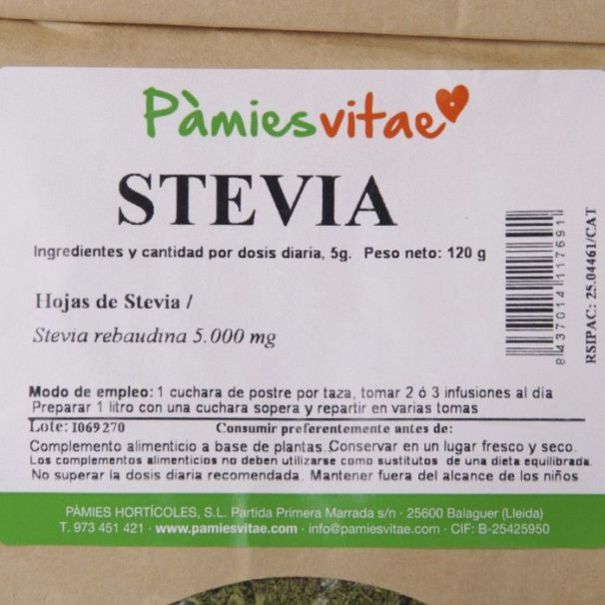 Pàmiesvitae
STEVIA
Ingredientes y cantidad por dosis diaria, 5g. Peso neto: 120 g
Hojas de Stevia /
Stevia rebaudina 5.000 mg
8437014117691
RSIPAC: 25.04461/CAT
Modo de empleo: 1 cuchara de postre por taza, tomar 2 ó 3 infusiones al día
Preparar 1 litro con una cuchara sopera y repartir en varias tomas
Lote: I069270 Consumir preferentemente antes de:
Complemento alimenticio a base de plantas. Conservar en un lugar fresco y seco.
Los complementos alimenticios no deben utilizarse como sustitutos de una dieta equilibrada
No superar la dosis diaria recomendada. Mantener fuera del alcance de los niños
PÀMIES HORTÍCOLES, S.L. Partida Primera Marrada s/n · 25600 Balaguer (Lleida)
T. 973 451 421 · www.pamiesvitae.com · info@pamiesvitae.com · CIF: B-25425950